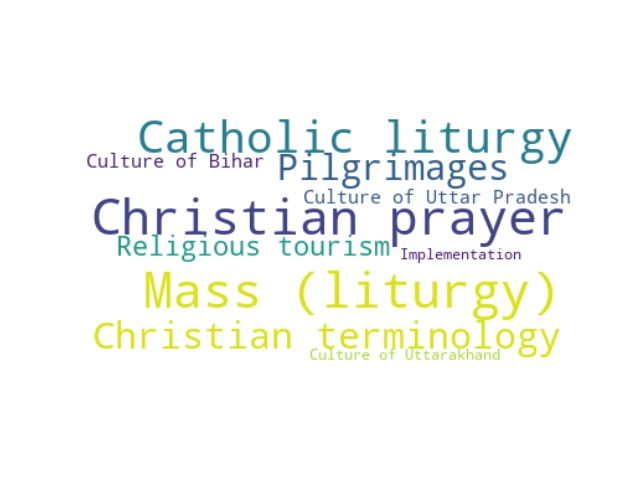 Catholic liturgy
Culture of Bihar
Pilgrimages
Culture of Uttar Pradesh
Christian prayer
Religious tourism
Implementation
Mass (liturgy)
Christian terminology
Culture of Uttarakhand